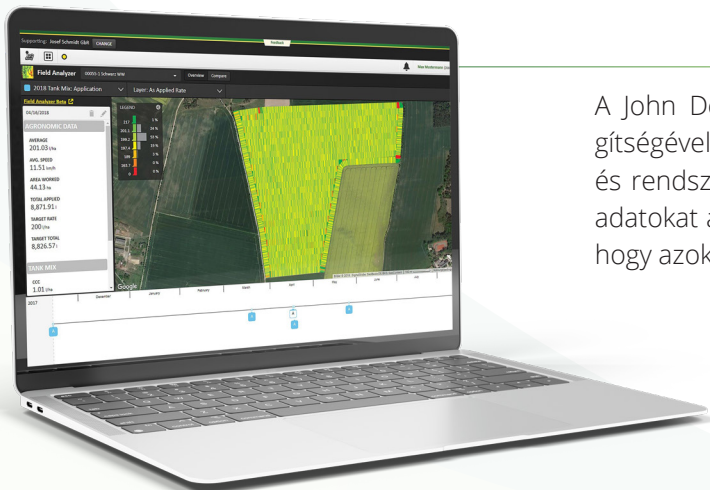 Supporting: Josef Schmidt GbR CHANGE
Feedback
Field Analyzer
Overview Compare
2018 Tank Mix: Application
Layer: As Applied Rate
Field Analyzer Beta
04/16/2018
AGRONOMIC DATA
AVERAGE
201.03 l/ha
AVG. SPEED
11.51 km/h
AREA WORKED
44.13 ha
TOTAL APPLIED
8,871.91 l
TARGET RATE
200 l/ha
TARGET TOTAL
8,826.57 l
TANK MIX
CCC
1.01 l/ha
LEGEND
Google
2017
December January February March April May June July
A John De
gítségével
és rendsz
adatokat a
hogy azok